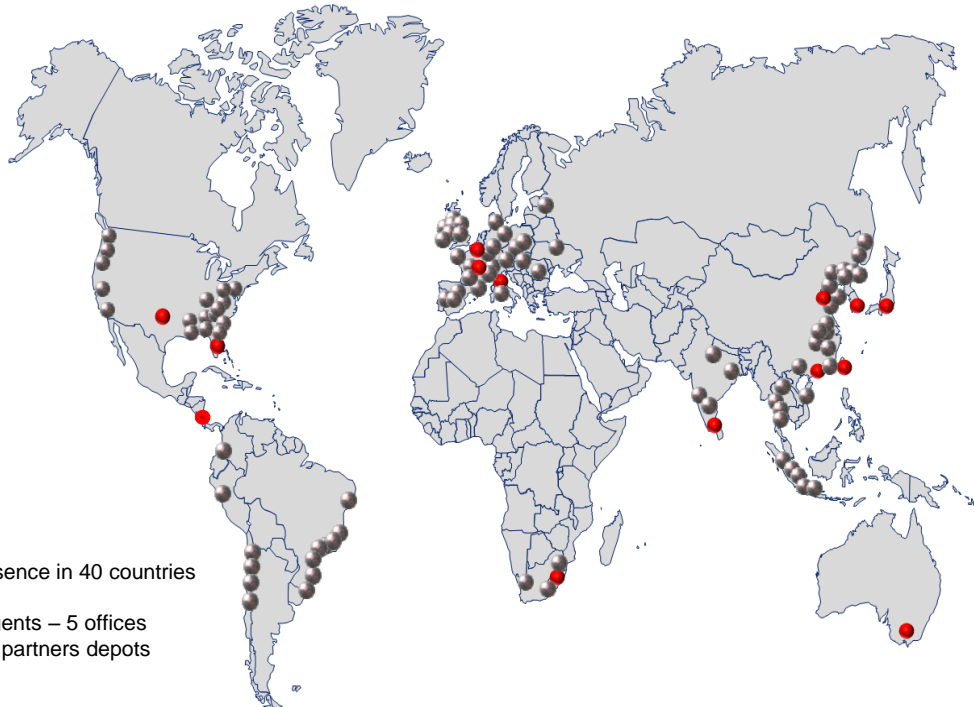 sence in 40 countries
ents – 5 offices
partners depots